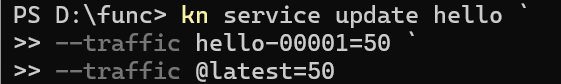 PS D:\func> kn service update hello `
>> --traffic hello-00001=50 `
>> --traffic @latest=50